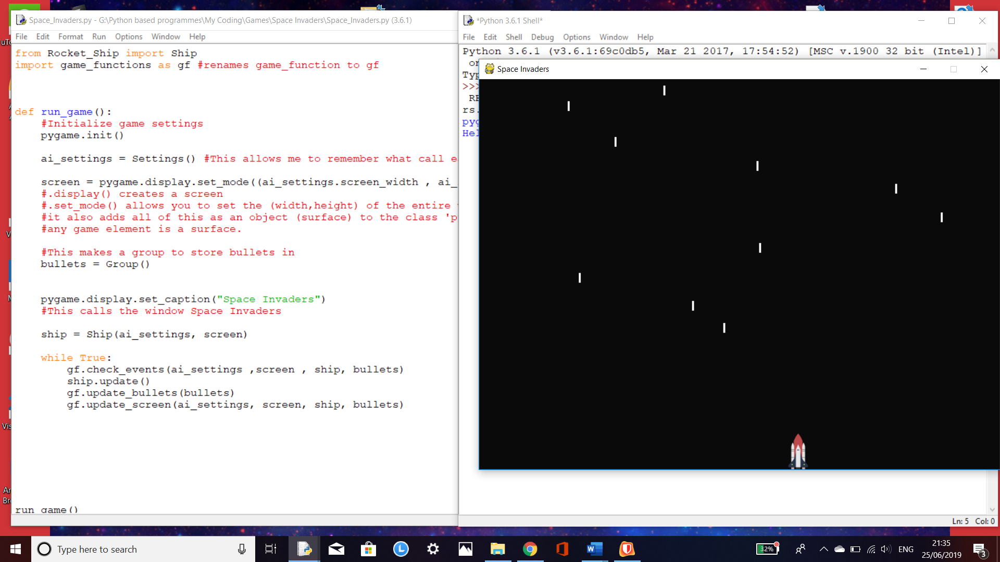 Space_Invaders.py - G:\Python based programmes\My Coding\Games\Space Invaders\Space_Invaders.py (3.6.1)
File Edit Format Run Options Window Help
from Rocket_Ship import Ship
import game_functions as gf #renames game_function to gf
def run_game():
#Initialize game settings
pygame.init()
ai_settings = Settings() #This allows me to remember what call e
screen = pygame.display.set_mode((ai_settings.screen_width , ai_
#.display() creates a screen
#.set_mode() allows you to set the (width,height) of the entire
#it also adds all of this as an object (surface) to the class 'p
#any game element is a surface.
#This makes a group to store bullets in
bullets = Group()
pygame.display.set_caption("Space Invaders")
#This calls the window Space Invaders
ship = Ship(ai_settings, screen)
while True:
gf.check_events(ai_settings ,screen , ship, bullets)
ship.update()
gf.update_bullets(bullets)
gf.update_screen(ai_settings, screen, ship, bullets)
run_game()
*Python 3.6.1 Shell*
File Edit Shell Debug Options Window Help
Python 3.6.1 (v3.6.1:69c0db5, Mar 21 2017, 17:54:52) [MSC v.1900 32 bit (Intel)]
or
Typ
>>>
RE
rs.
pyg
Hel
Space Invaders
Ln: 5 Col: 0
Type here to search
32%
ENG
21:35
25/06/2019
3